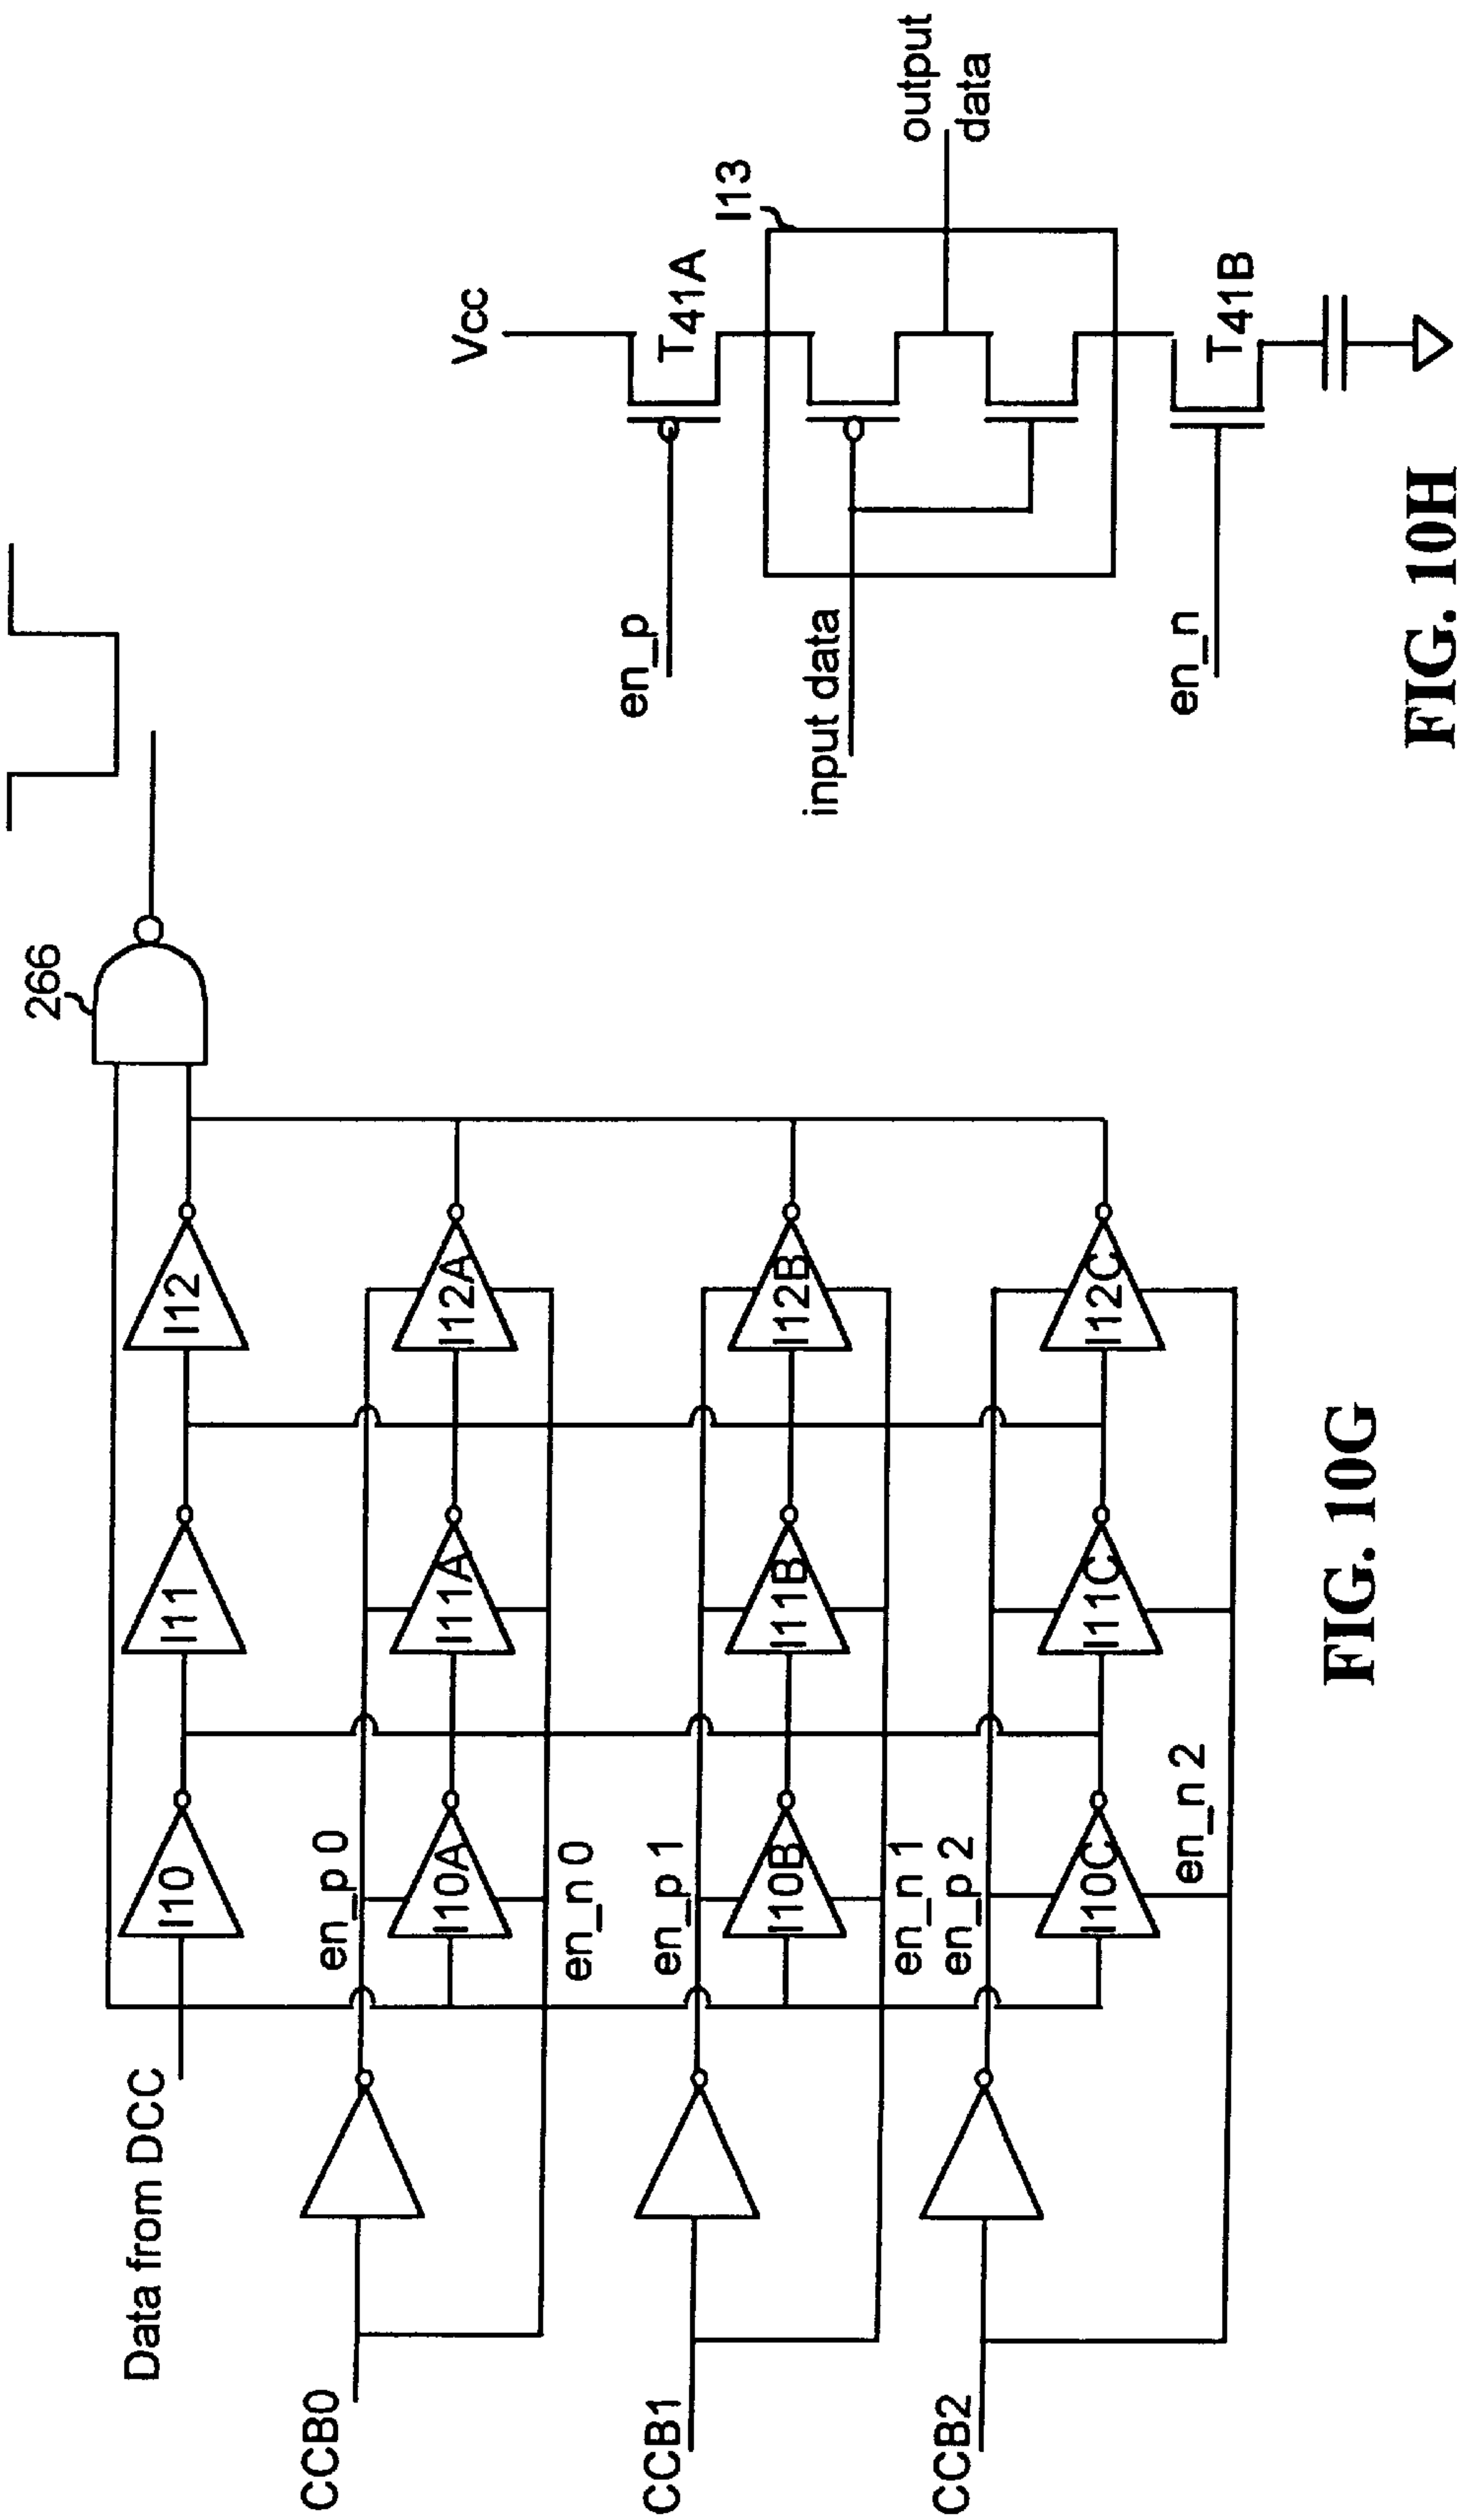 266
Data from DCC
I10
I11
I12
CCB0
en_p 0
I10A
I11A
I12A
en_n 0
CCB1
en_p 1
I10B
I11B
I12B
en_n 1
CCB2
en_p 2
I10C
I11C
I12C
en_n 2
FIG. 10G
Vcc
en_p
T41A
I13
input data
output
data
en_n
T41B
FIG. 10H